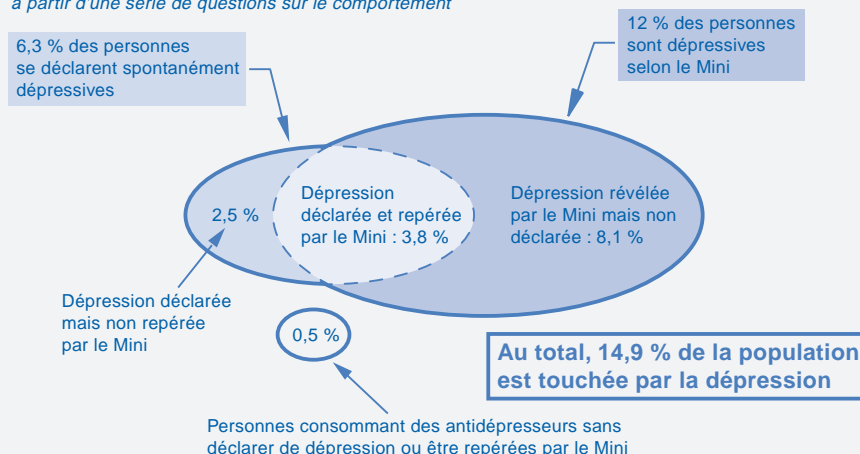 à partir d'une série de questions sur le comportement
6,3 % des personnes
se déclarent spontanément
dépressives
12 % des personnes
sont dépressives
selon le Mini
2,5 %
Dépression
déclarée et repérée
par le Mini : 3,8 %
Dépression révélée
par le Mini mais non
déclarée : 8,1 %
Dépression déclarée
mais non repérée
par le Mini
0,5 %
Au total, 14,9 % de la population
est touchée par la dépression
Personnes consommant des antidépresseurs sans
déclarer de dépression ou être repérées par le Mini